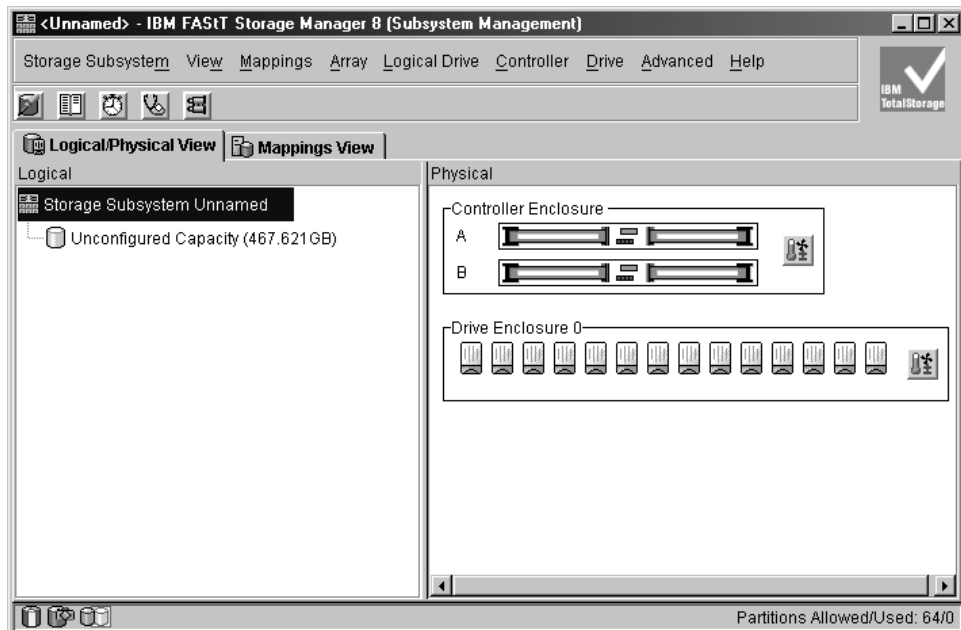 <Unnamed> - IBM FAStT Storage Manager 8 (Subsystem Management)
Storage Subsystem View Mappings Array Logical Drive Controller Drive Advanced Help
IBM
TotalStorage
Logical/Physical View Mappings View
Logical
Storage Subsystem Unnamed
Unconfigured Capacity (467.621GB)
Physical
Controller Enclosure
A
B
Drive Enclosure 0
Partitions Allowed/Used: 64/0